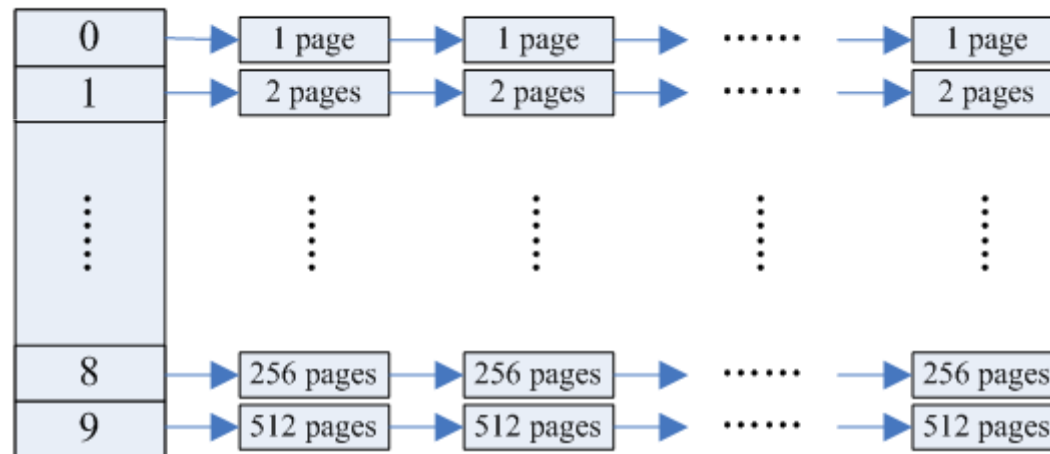 0 1 page 1 page ...... 1 page
1 2 pages 2 pages ...... 2 pages
8 256 pages 256 pages ...... 256 pages
9 512 pages 512 pages ...... 512 pages